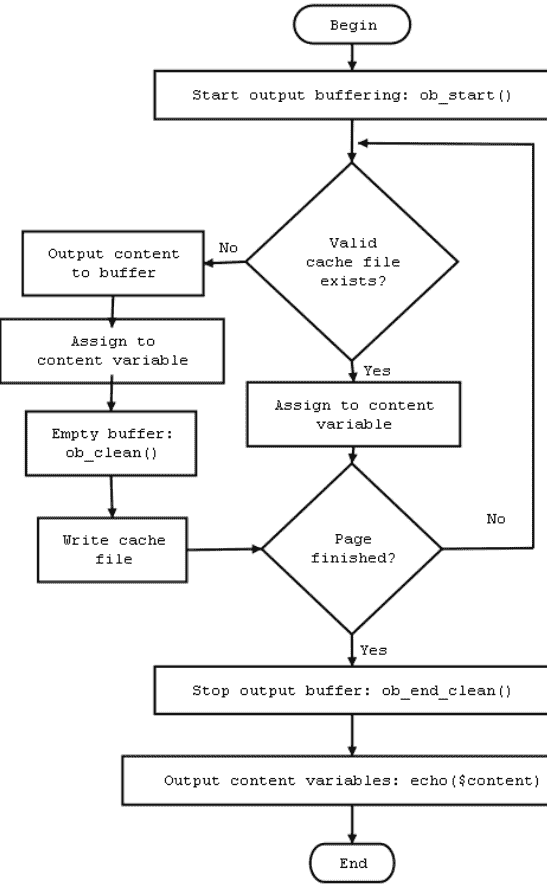 Begin
Start output buffering: ob_start()
Valid
cache file
exists?
No
Output content
to buffer
Assign to
content variable
Empty buffer:
ob_clean()
Write cache
file
Yes
Assign to content
variable
Page
finished?
No
Yes
Stop output buffer: ob_end_clean()
Output content variables: echo($content)
End